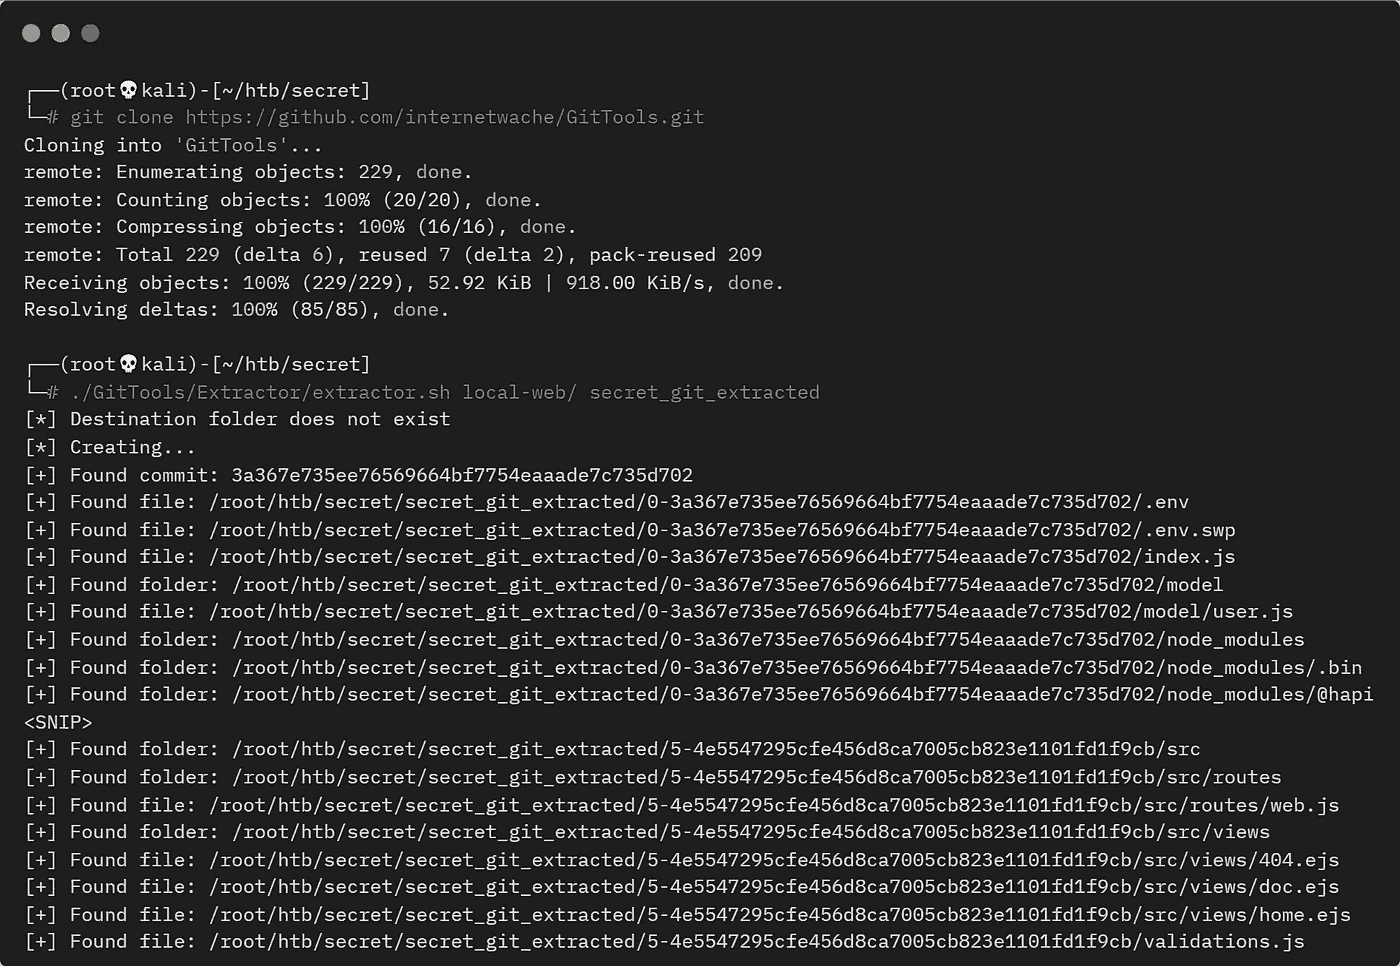 ┌──(root💀kali)-[~/htb/secret]
└─# git clone https://github.com/internetwache/GitTools.git
Cloning into 'GitTools'...
remote: Enumerating objects: 229, done.
remote: Counting objects: 100% (20/20), done.
remote: Compressing objects: 100% (16/16), done.
remote: Total 229 (delta 6), reused 7 (delta 2), pack-reused 209
Receiving objects: 100% (229/229), 52.92 KiB | 918.00 KiB/s, done.
Resolving deltas: 100% (85/85), done.
┌──(root💀kali)-[~/htb/secret]
└─# ./GitTools/Extractor/extractor.sh local-web/ secret_git_extracted
[*] Destination folder does not exist
[*] Creating...
[+] Found commit: 3a367e735ee76569664bf7754eaaade7c735d702
[+] Found file: /root/htb/secret/secret_git_extracted/0-3a367e735ee76569664bf7754eaaade7c735d702/.env
[+] Found file: /root/htb/secret/secret_git_extracted/0-3a367e735ee76569664bf7754eaaade7c735d702/.env.swp
[+] Found file: /root/htb/secret/secret_git_extracted/0-3a367e735ee76569664bf7754eaaade7c735d702/index.js
[+] Found folder: /root/htb/secret/secret_git_extracted/0-3a367e735ee76569664bf7754eaaade7c735d702/model
[+] Found file: /root/htb/secret/secret_git_extracted/0-3a367e735ee76569664bf7754eaaade7c735d702/model/user.js
[+] Found folder: /root/htb/secret/secret_git_extracted/0-3a367e735ee76569664bf7754eaaade7c735d702/node_modules
[+] Found folder: /root/htb/secret/secret_git_extracted/0-3a367e735ee76569664bf7754eaaade7c735d702/node_modules/.bin
[+] Found folder: /root/htb/secret/secret_git_extracted/0-3a367e735ee76569664bf7754eaaade7c735d702/node_modules/@hapi
<SNIP>
[+] Found folder: /root/htb/secret/secret_git_extracted/5-4e5547295cfe456d8ca7005cb823e1101fd1f9cb/src
[+] Found folder: /root/htb/secret/secret_git_extracted/5-4e5547295cfe456d8ca7005cb823e1101fd1f9cb/src/routes
[+] Found file: /root/htb/secret/secret_git_extracted/5-4e5547295cfe456d8ca7005cb823e1101fd1f9cb/src/routes/web.js
[+] Found folder: /root/htb/secret/secret_git_extracted/5-4e5547295cfe456d8ca7005cb823e1101fd1f9cb/src/views
[+] Found file: /root/htb/secret/secret_git_extracted/5-4e5547295cfe456d8ca7005cb823e1101fd1f9cb/src/views/404.ejs
[+] Found file: /root/htb/secret/secret_git_extracted/5-4e5547295cfe456d8ca7005cb823e1101fd1f9cb/src/views/doc.ejs
[+] Found file: /root/htb/secret/secret_git_extracted/5-4e5547295cfe456d8ca7005cb823e1101fd1f9cb/src/views/home.ejs
[+] Found file: /root/htb/secret/secret_git_extracted/5-4e5547295cfe456d8ca7005cb823e1101fd1f9cb/validations.js